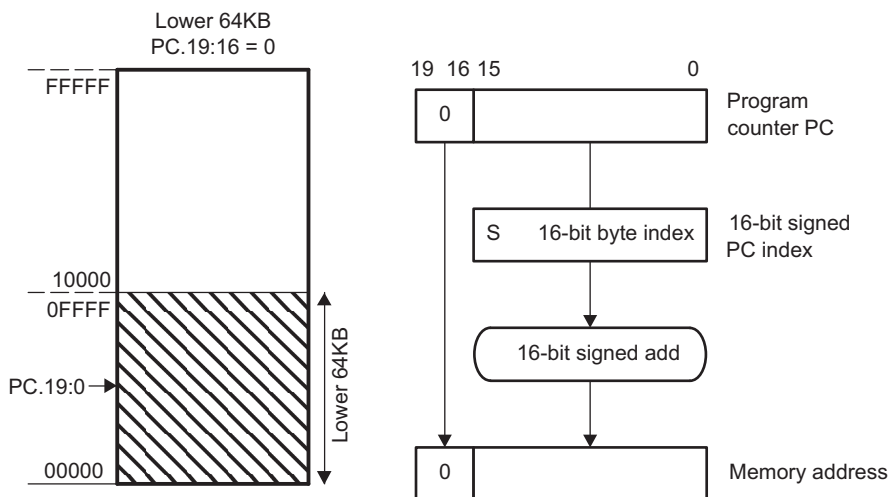 Lower 64KB
PC.19:16 = 0
FFFFF
10000
0FFFF
PC.19:0
00000
Lower 64KB
19 16 15 0
0
Program
counter PC
S 16-bit byte index
16-bit signed
PC index
16-bit signed add
0
Memory address